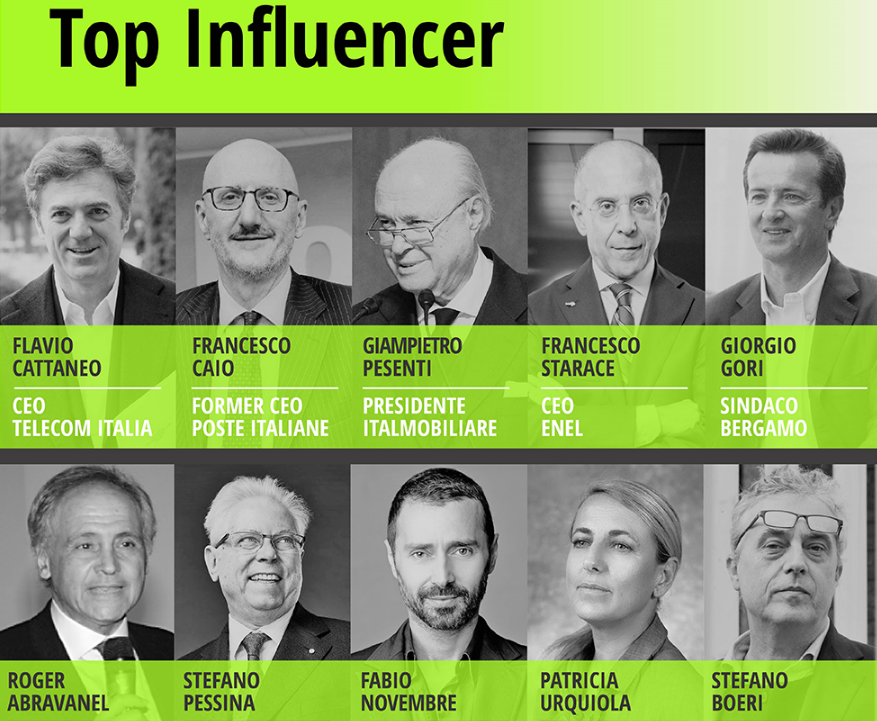 Top Influencer
FLAVIO
CATTANEO
CEO
TELECOM ITALIA
FRANCESCO
CAIO
FORMER CEO
POSTE ITALIANE
GIAMPIETRO
PESENTI
PRESIDENTE
ITALMOBILIARE
FRANCESCO
STARACE
CEO
ENEL
GIORGIO
GORI
SINDACO
BERGAMO
ROGER
ABRAVANEL
STEFANO
PESSINA
FABIO
NOVEMBRE
PATRICIA
URQUIOLA
STEFANO
BOERI